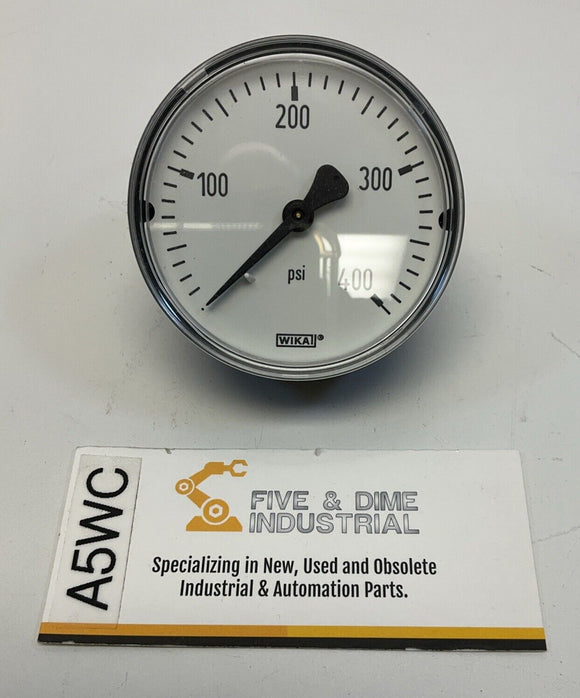 200
100
300
psi
400
WIKA®
A5WC
FIVE & DIME
INDUSTRIAL
Specializing in New, Used and Obsolete
Industrial & Automation Parts.